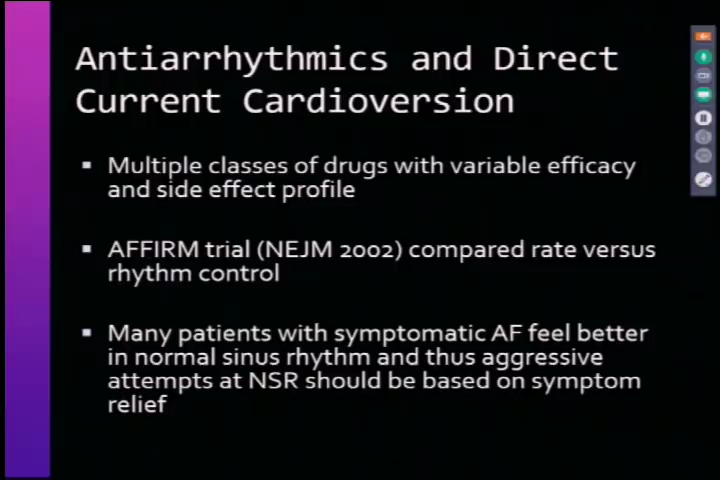 Antiarrhythmics and Direct
Current Cardioversion
▪ Multiple classes of drugs with variable efficacy
and side effect profile
▪ AFFIRM trial (NEJM 2002) compared rate versus
rhythm control
▪ Many patients with symptomatic AF feel better
in normal sinus rhythm and thus aggressive
attempts at NSR should be based on symptom
relief